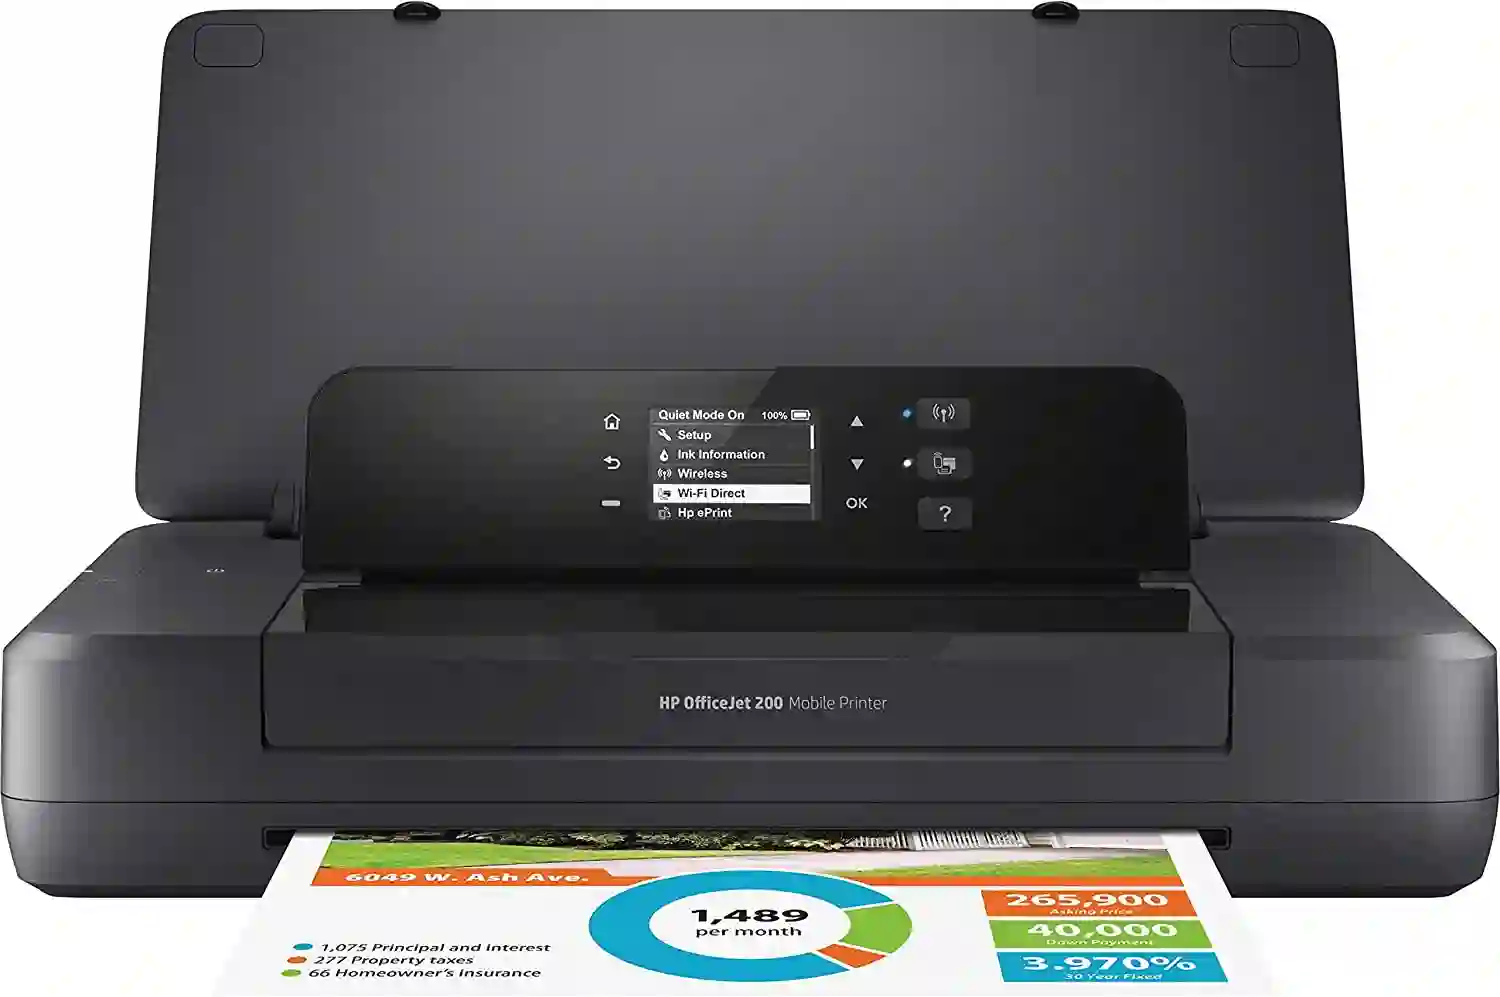 Quiet Mode On 100%
Setup
Ink Information
Wireless
Wi-Fi Direct
Hp ePrint
OK
?
HP OfficeJet 200 Mobile Printer
6049 W. Ash Ave.
1,489
per month
1,075 Principal and Interest
277 Property taxes
66 Homeowner's Insurance
265,900
Asking Price
40,000
Down Payment
3.970%
30 Year Fixed